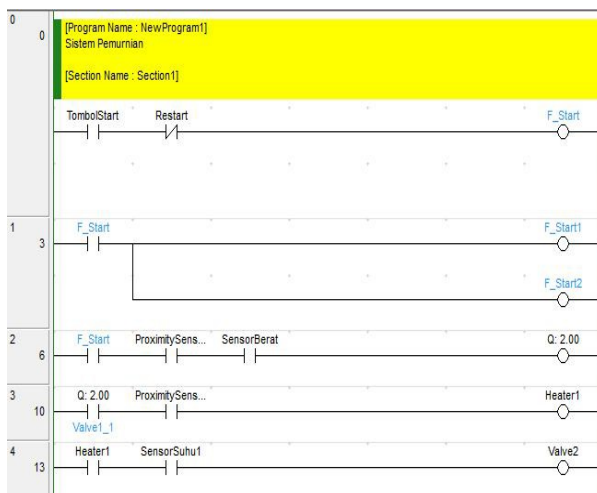 0
0
[Program Name : NewProgram1]
Sistem Pemurnian
[Section Name : Section1]
TombolStart Restart F_Start
1
3
F_Start F_Start1
F_Start2
2
6
F_Start ProximitySens... SensorBerat Q: 2.00
3
10
Q: 2.00 ProximitySens... Heater1
Valve1_1
4
13
Heater1 SensorSuhu1 Valve2